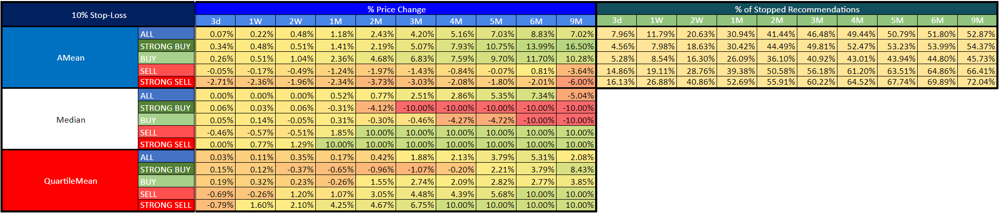 10% Stop-Loss % Price Change % of Stopped Recommendations
3d 1W 2W 1M 2M 3M 4M 5M 6M 9M 3d 1W 2W 1M 2M 3M 4M 5M 6M 9M
ALL 0.07% 0.22% 0.48% 1.18% 2.43% 4.20% 5.16% 7.03% 8.83% 7.02% 7.96% 11.79% 20.63% 30.94% 41.44% 46.48% 49.44% 50.79% 51.80% 52.87%
STRONG BUY 0.34% 0.48% 0.51% 1.41% 2.19% 5.07% 7.93% 10.75% 13.99% 16.50% 4.56% 7.98% 18.63% 30.42% 44.49% 49.81% 52.47% 53.23% 53.99% 54.37%
AMean BUY 0.26% 0.51% 1.04% 2.36% 4.68% 6.83% 7.59% 9.70% 11.70% 10.28% 5.28% 8.54% 16.30% 26.09% 36.10% 40.92% 43.01% 43.94% 44.80% 45.73%
SELL -0.05% -0.17% -0.49% -1.24% -1.97% -1.43% -0.84% -0.07% 0.81% -3.64% 14.86% 19.11% 28.76% 39.38% 50.58% 56.18% 61.20% 63.51% 64.86% 66.41%
STRONG SELL -2.71% -2.36% -1.96% -2.34% -3.73% -3.03% -2.08% -1.80% -2.01% -6.00% 16.13% 26.88% 40.86% 52.69% 55.91% 60.22% 64.52% 67.74% 69.89% 72.04%
ALL 0.00% 0.00% 0.00% 0.52% 0.77% 2.51% 2.86% 5.35% 7.34% -5.04%
STRONG BUY 0.06% 0.03% 0.06% -0.31% -4.12% -10.00% -10.00% -10.00% -10.00% -10.00%
Median BUY 0.05% 0.14% -0.05% 0.31% -0.30% -0.46% -4.27% -4.72% -10.00% -10.00%
SELL -0.46% -0.57% -0.51% 1.85% 10.00% 10.00% 10.00% 10.00% 10.00% 10.00%
STRONG SELL 0.00% 0.77% 1.29% 10.00% 10.00% 10.00% 10.00% 10.00% 10.00% 10.00%
ALL 0.03% 0.11% 0.35% 0.17% 0.42% 1.88% 2.13% 3.79% 5.31% 2.08%
STRONG BUY 0.15% 0.12% -0.37% -0.65% -0.96% -1.07% -0.20% 2.21% 3.79% 8.43%
QuartileMean BUY 0.19% 0.32% 0.23% -0.26% 1.55% 2.74% 2.09% 2.82% 2.77% 3.85%
SELL -0.69% -0.26% 1.20% 1.07% 3.05% 4.48% 4.39% 5.68% 10.00% 10.00%
STRONG SELL -0.79% 1.60% 2.10% 4.25% 4.67% 6.75% 10.00% 10.00% 10.00% 10.00%